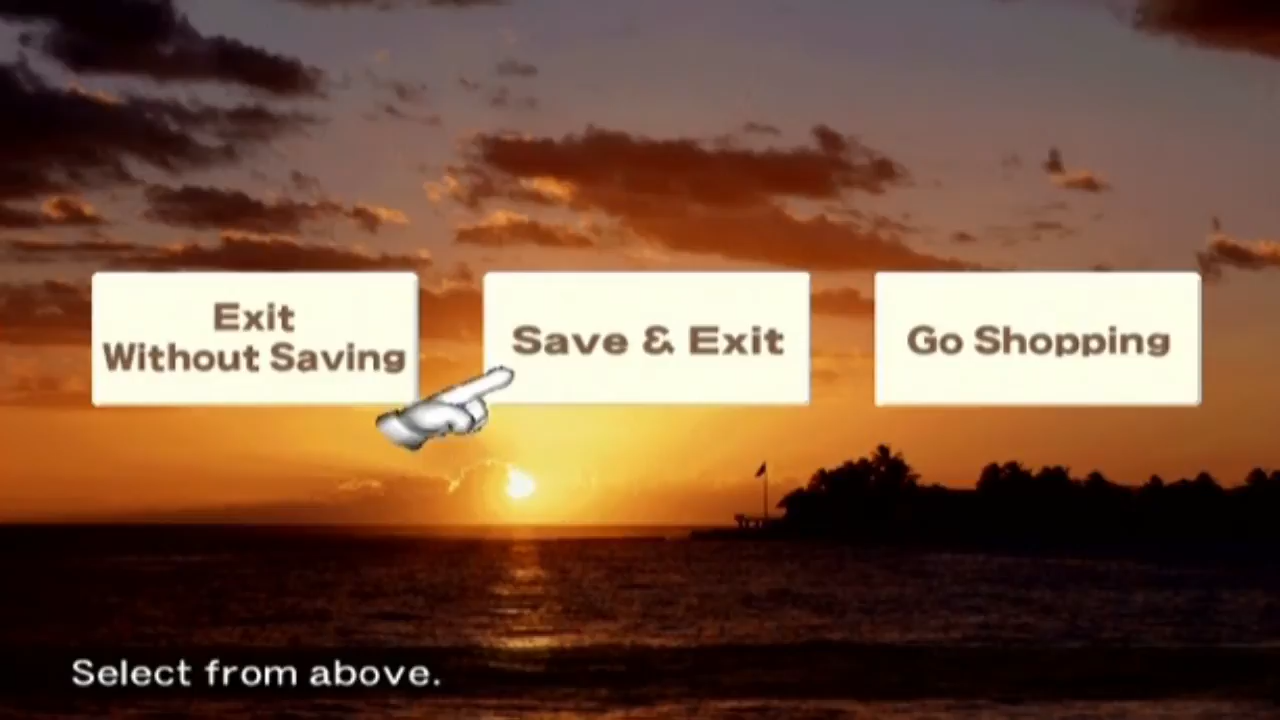 Exit
Without Saving
Save & Exit
Go Shopping
Select from above.